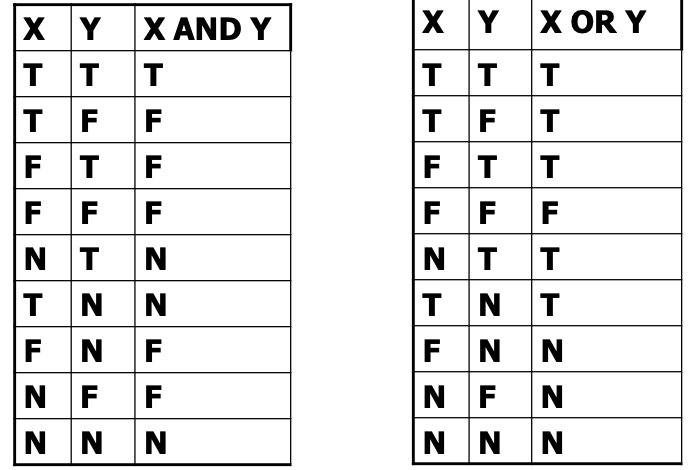 X Y X AND Y
T T T
T F F
F T F
F F F
N T N
T N N
F N F
N F F
N N N
X Y X OR Y
T T T
T F T
F T T
F F F
N T T
T N T
F N N
N F N
N N N